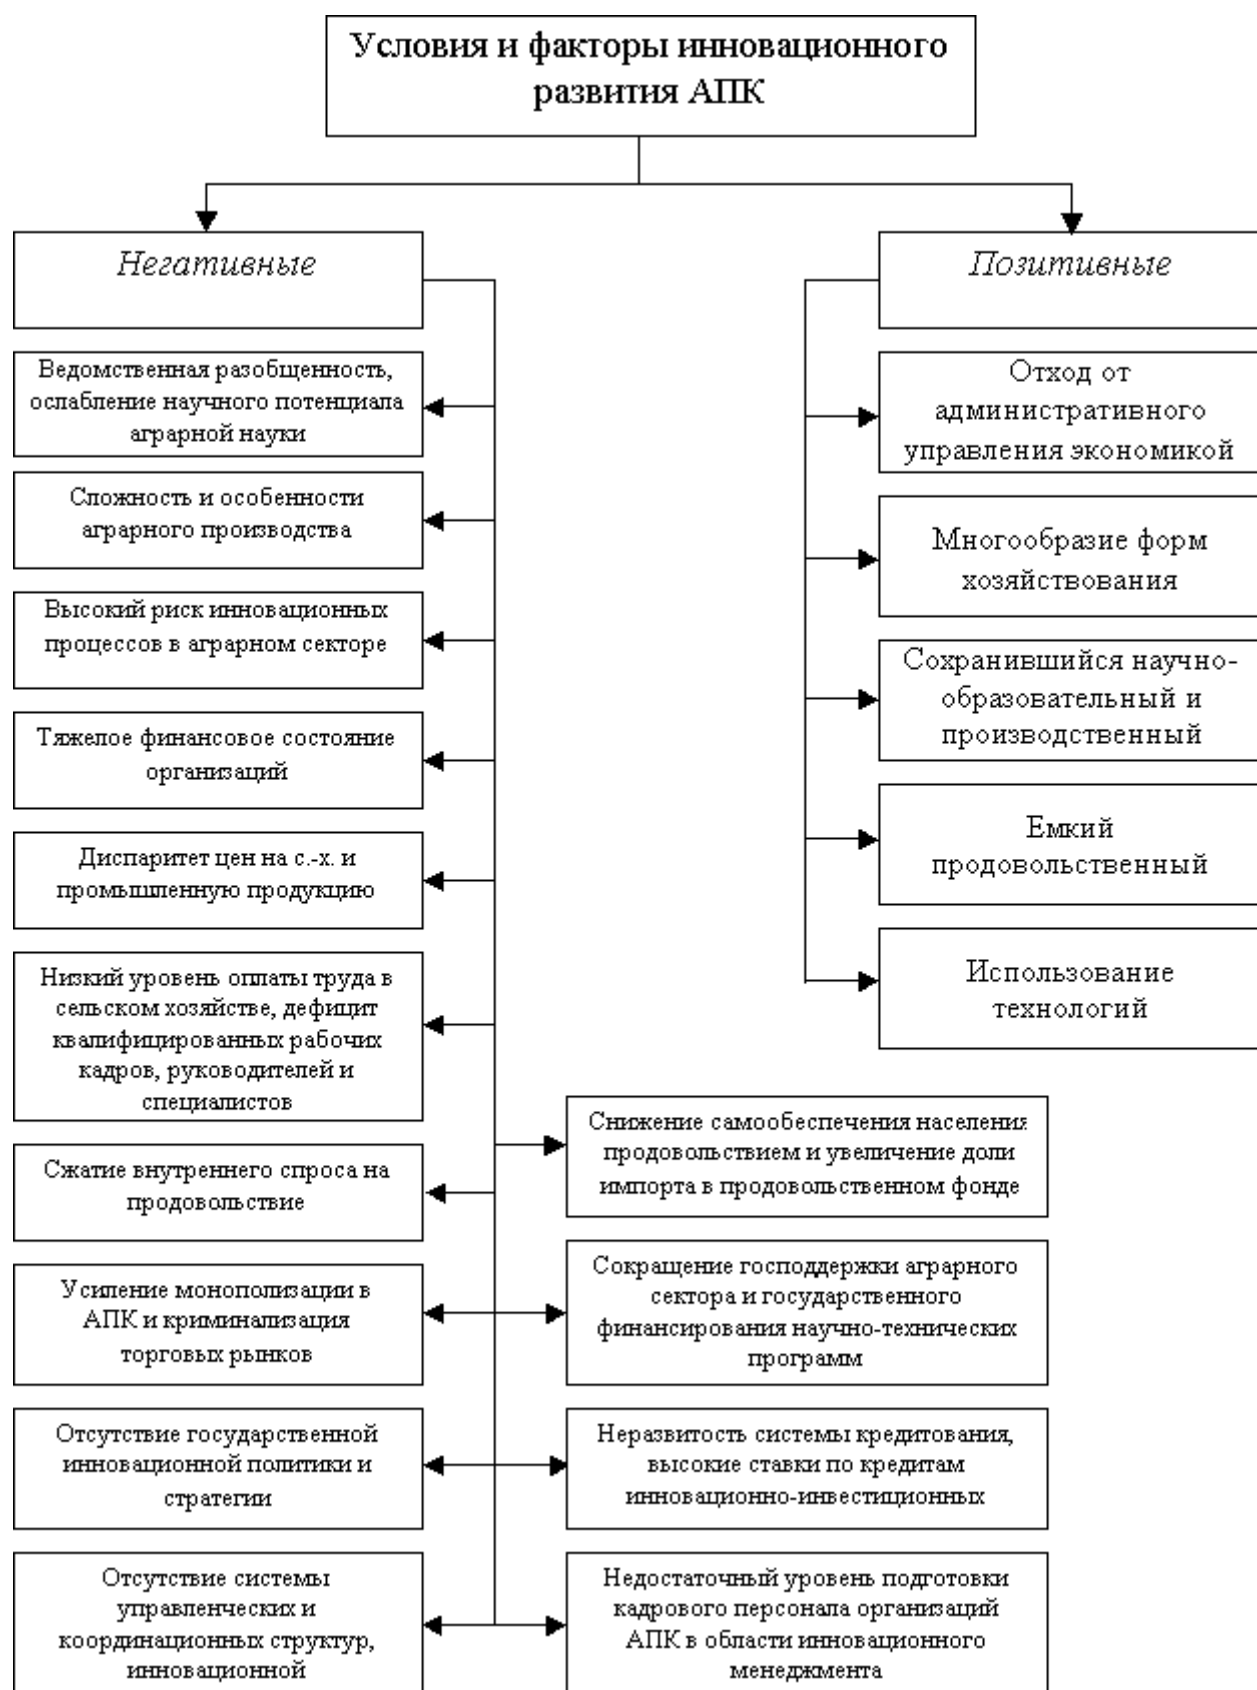 Условия и факторы инновационного
развития АПК
Негативные
Ведомственная разобщенность,
ослабление научного потенциала
аграрной науки
Сложность и особенности
аграрного производства
Высокий риск инновационных
процессов в аграрном секторе
Тяжелое финансовое состояние
организаций
Диспаритет цен на с.-х. и
промышленную продукцию
Низкий уровень оплаты труда в
сельском хозяйстве, дефицит
квалифицированных рабочих
кадров, руководителей и
специалистов
Сжатие внутреннего спроса на
продовольствие
Усиление монополизации в
АПК и криминализация
торговых рынков
Отсутствие государственной
инновационной политики и
стратегии
Отсутствие системы
управленческих и
координационных структур,
инновационной
Снижение самообеспечения населения
продовольствием и увеличение доли
импорта в продовольственном фонде
Сокращение господдержки аграрного
сектора и государственного
финансирования научно-технических
программ
Неразвитость системы кредитования,
высокие ставки по кредитам
инновационно-инвестиционных
Недостаточный уровень подготовки
кадрового персонала организаций
АПК в области инновационного
менеджмента
Позитивные
Отход от
административного
управления экономикой
Многообразие форм
хозяйствования
Сохранившийся научно-
образовательный и
производственный
Емкий
продовольственный
Использование
технологий